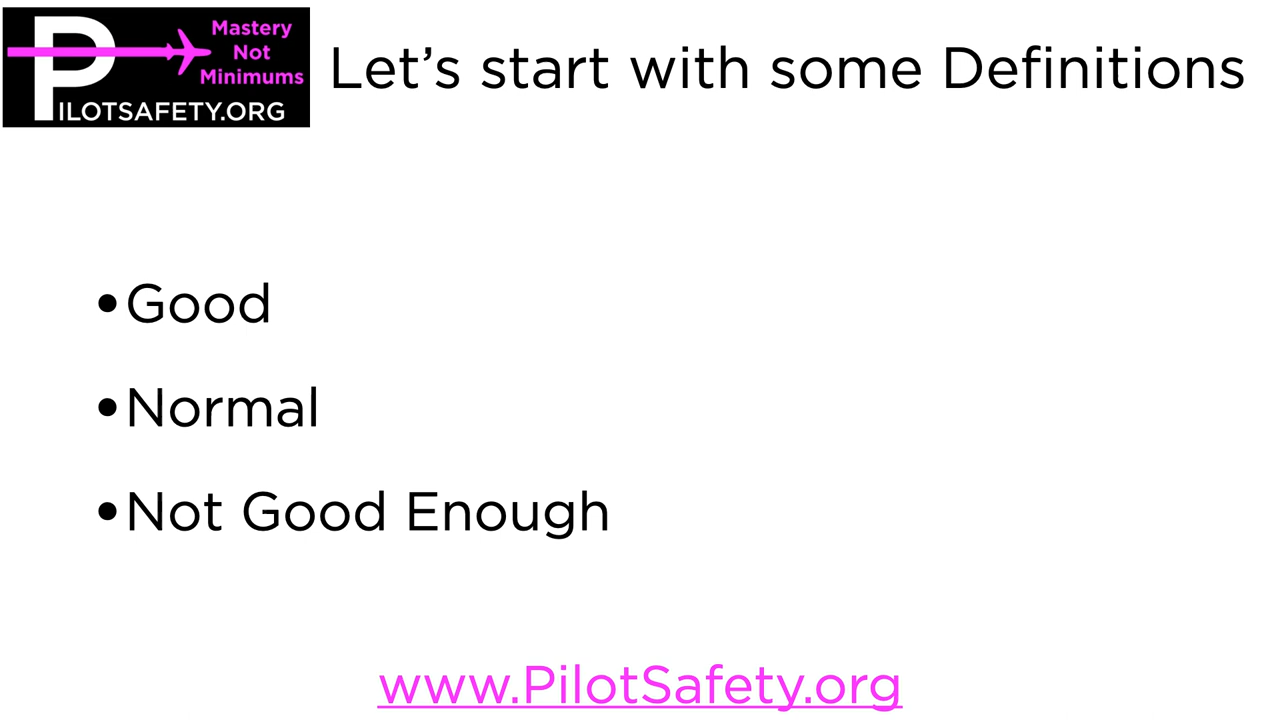 Mastery
Not
Minimums
PILOTSAFETY.ORG
Let’s start with some Definitions
•Good
•Normal
•Not Good Enough
www.PilotSafety.org